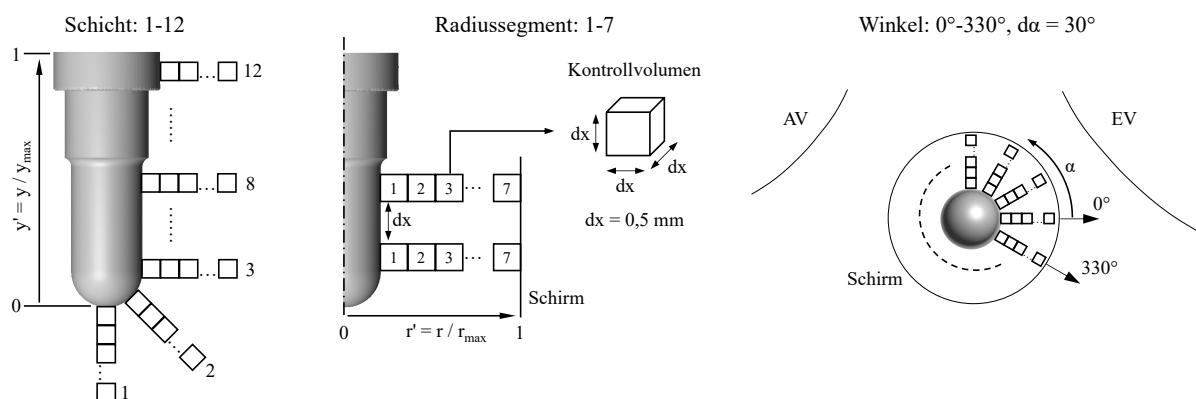 Schicht: 1-12
1
y' = y / y_max
0
12
8
3
2
1
Radiussegment: 1-7
Kontrollvolumen
dx
dx
dx
dx = 0,5 mm
1 2 3 ... 7
dx
1 2 3 ... 7
Schirm
0
r' = r / r_max
1
Winkel: 0°-330°, dα = 30°
AV
EV
α
0°
330°
Schirm